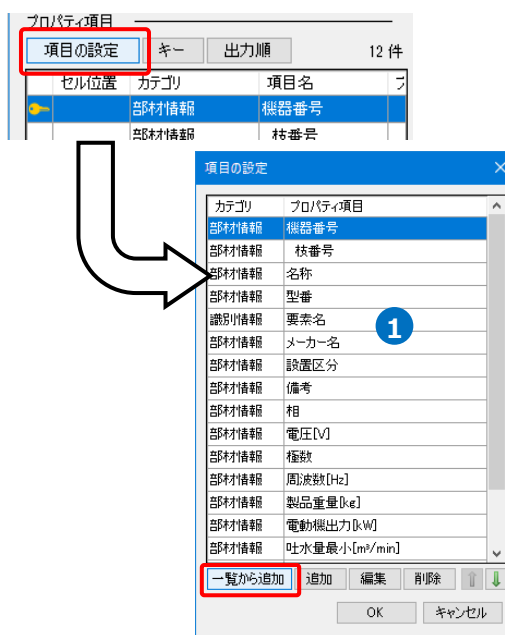 プロパティ項目
項目の設定 キー 出力順 12 件
セル位置 カテゴリ 項目名
部材情報 機器番号
部材情報 枝番号
項目の設定
カテゴリ プロパティ項目
部材情報 機器番号
部材情報 枝番号
部材情報 名称
部材情報 型番
識別情報 要素名
部材情報 メーカー名
1
部材情報 設置区分
部材情報 備考
部材情報 相
部材情報 電圧[V]
部材情報 極数
部材情報 周波数[Hz]
部材情報 製品重量[kg]
部材情報 電動機出力[kW]
部材情報 吐水量最小[m³/min]
一覧から追加 追加 編集 削除
OK キャンセル